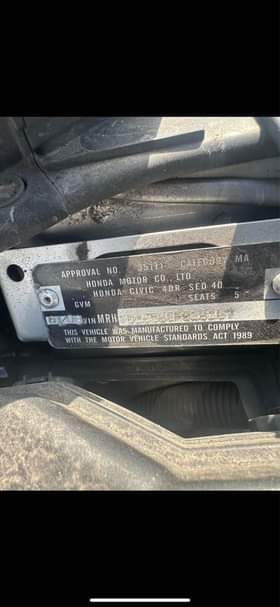 APPROVAL NO. CATEGORY MA
HONDA MOTOR CO. LTD
HONDA CIVIC 4DR SED 40
GVM SEATS 5
VIN MRH
THIS VEHICLE WAS MANUFACTURED TO COMPLY
WITH THE MOTOR VEHICLE STANDARDS ACT 1989